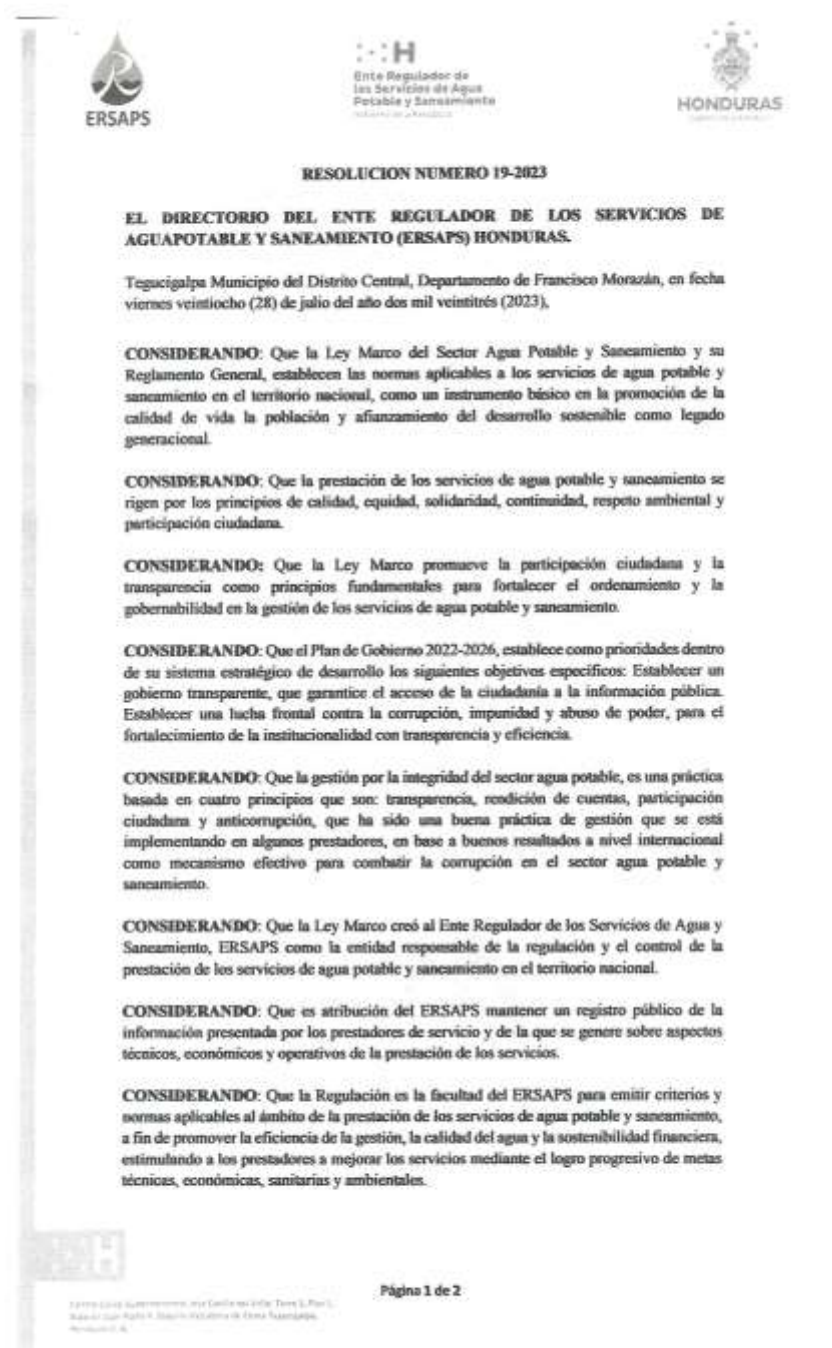 ERSAPS
H
Ente Regulador de
los Servicios de Agua
Potable y Saneamiento
HONDURAS
RESOLUCION NUMERO 19-2023
EL DIRECTORIO DEL ENTE REGULADOR DE LOS SERVICIOS DE
AGUAPOTABLE Y SANEAMIENTO (ERSAPS) HONDURAS.
Tegucigalpa Municipio del Distrito Central, Departamento de Francisco Morazán, en fecha
viernes veintiocho (28) de julio del año dos mil veintitrés (2023),
CONSIDERANDO: Que la Ley Marco del Sector Agua Potable y Saneamiento y su
Reglamento General, establecen las normas aplicables a los servicios de agua potable y
saneamiento en el territorio nacional, como un instrumento básico en la promoción de la
calidad de vida la población y afianzamiento del desarrollo sostenible como legado
generacional.
CONSIDERANDO: Que la prestación de los servicios de agua potable y saneamiento se
rigen por los principios de calidad, equidad, solidaridad, continuidad, respeto ambiental y
participación ciudadana.
CONSIDERANDO: Que la Ley Marco promueve la participación ciudadana y la
transparencia como principios fundamentales para fortalecer el ordenamiento y la
gobernabilidad en la gestión de los servicios de agua potable y saneamiento.
CONSIDERANDO: Que el Plan de Gobierno 2022-2026, establece como prioridades dentro
de su sistema estratégico de desarrollo los siguientes objetivos específicos: Establecer un
gobierno transparente, que garantice el acceso de la ciudadanía a la información pública.
Establecer una lucha frontal contra la corrupción, impunidad y abuso de poder, para el
fortalecimiento de la institucionalidad con transparencia y eficiencia.
CONSIDERANDO: Que la gestión por la integridad del sector agua potable, es una práctica
basada en cuatro principios que son: transparencia, rendición de cuentas, participación
ciudadana y anticorrupción, que ha sido una buena práctica de gestión que se está
implementando en algunos prestadores, en base a buenos resultados a nivel internacional
como mecanismo efectivo para combatir la corrupción en el sector agua potable y
saneamiento.
CONSIDERANDO: Que la Ley Marco creó al Ente Regulador de los Servicios de Agua y
Saneamiento, ERSAPS como la entidad responsable de la regulación y el control de la
prestación de los servicios de agua potable y saneamiento en el territorio nacional.
CONSIDERANDO: Que es atribución del ERSAPS mantener un registro público de la
información presentada por los prestadores de servicio y de la que se genere sobre aspectos
técnicos, económicos y operativos de la prestación de los servicios.
CONSIDERANDO: Que la Regulación es la facultad del ERSAPS para emitir criterios y
normas aplicables al ámbito de la prestación de los servicios de agua potable y saneamiento,
a fin de promover la eficiencia de la gestión, la calidad del agua y la sostenibilidad financiera,
estimulando a los prestadores a mejorar los servicios mediante el logro progresivo de metas
técnicas, económicas, sanitarias y ambientales.
H
Página 1 de 2